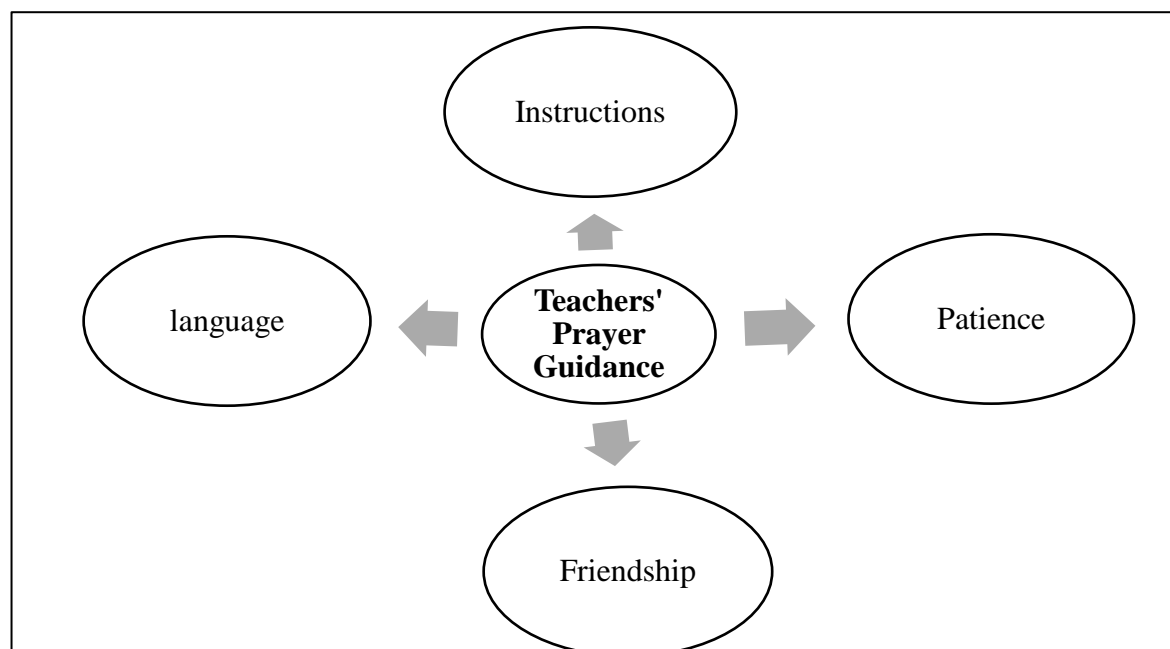 Instructions
language
Teachers'
Prayer
Guidance
Patience
Friendship